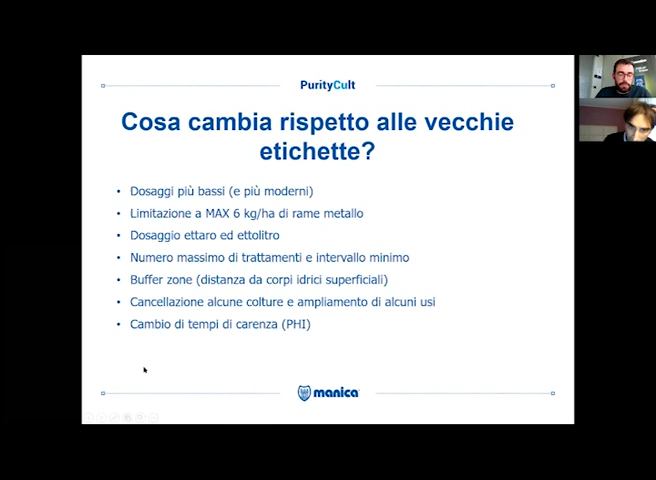 PurityCult
Cosa cambia rispetto alle vecchie
etichette?
• Dosaggi più bassi (e più moderni)
• Limitazione a MAX 6 kg/ha di rame metallo
• Dosaggio ettaro ed ettolitro
• Numero massimo di trattamenti e intervallo minimo
• Buffer zone (distanza da corpi idrici superficiali)
• Cancellazione alcune colture e ampliamento di alcuni usi
• Cambio di tempi di carenza (PHI)
manica